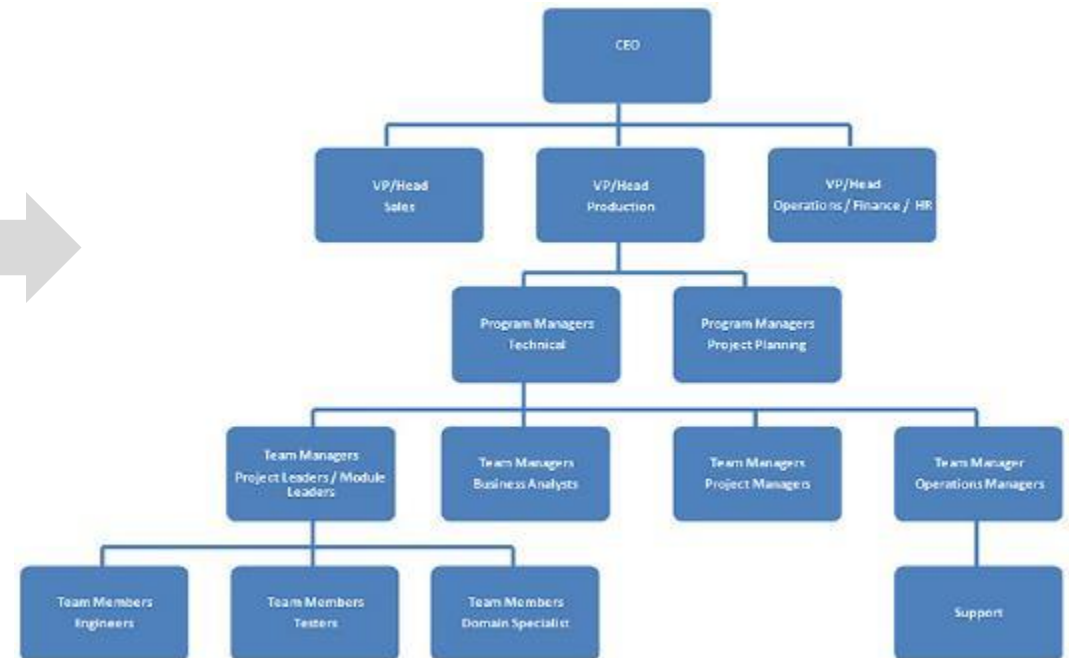 CEO
VP/Head
Sales
VP/Head
Production
VP/Head
Operations / Finance / HR
Program Managers
Technical
Program Managers
Project Planning
Team Managers
Project Leaders / Module
Leaders
Team Managers
Business Analysts
Team Managers
Project Managers
Team Manager
Operations Managers
Team Members
Engineers
Team Members
Testers
Team Members
Domain Specialist
Support